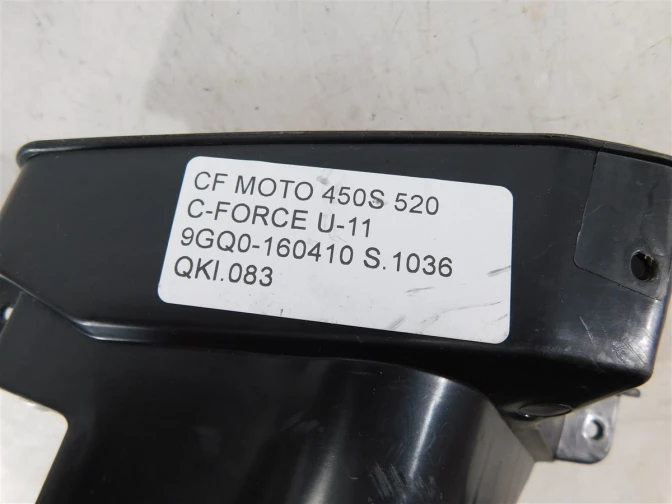 CF MOTO 450S 520
C-FORCE U-11
9GQ0-160410 S.1036
QKI.083